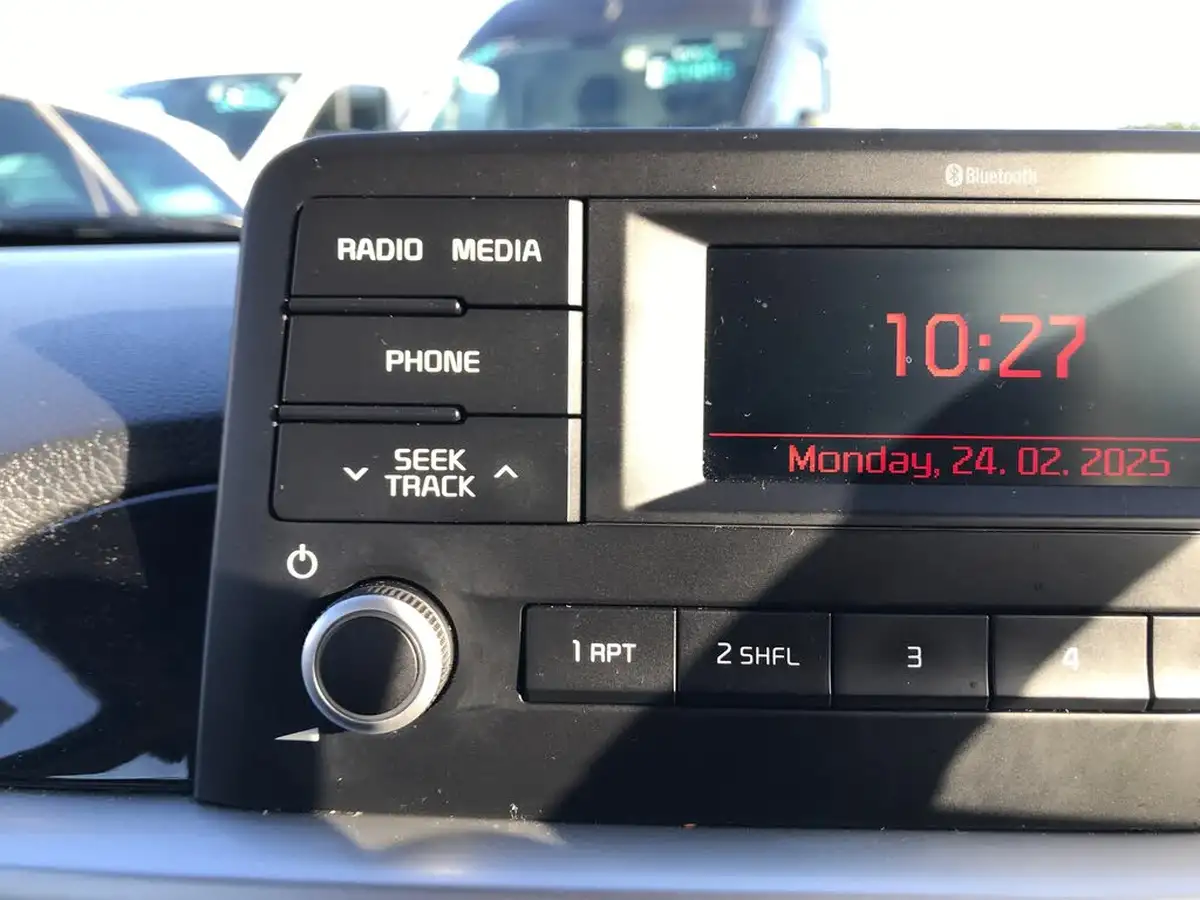 Bluetooth
RADIO MEDIA
PHONE
SEEK
TRACK
10:27
Monday, 24. 02. 2025
1 RPT
2 SHFL
3
4